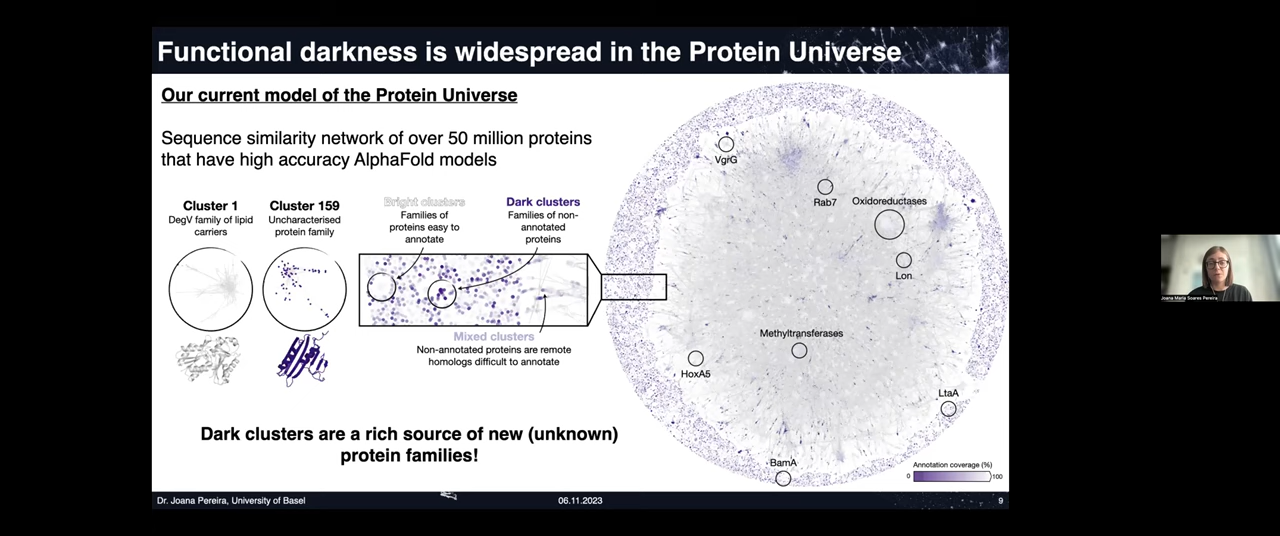 Functional darkness is widespread in the Protein Universe
Our current model of the Protein Universe
Sequence similarity network of over 50 million proteins
that have high accuracy AlphaFold models
Cluster 1
DegV family of lipid
carriers
Cluster 159
Uncharacterised
protein family
Bright clusters
Families of
proteins easy to
annotate
Dark clusters
Families of non-
annotated
proteins
Mixed clusters
Non-annotated proteins are remote
homologs difficult to annotate
Dark clusters are a rich source of new (unknown)
protein families!
VgrG
Rab7
Oxidoreductases
Lon
Methyltransferases
HoxA5
LtaA
BamA
Annotation coverage (%)
0
100
Dr. Joana Pereira, University of Basel
06.11.2023
9
Joana Maria Soares Pereira